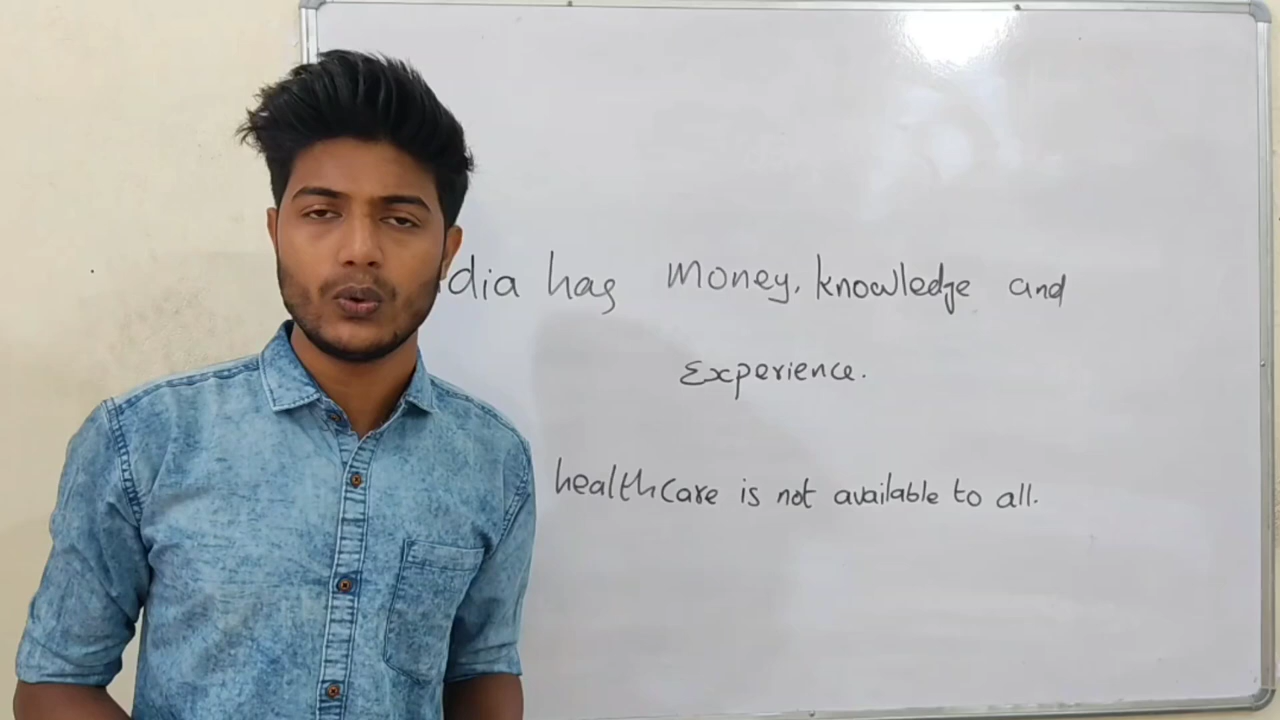 dia has money, knowledge and
Experience.
healthcare is not available to all.